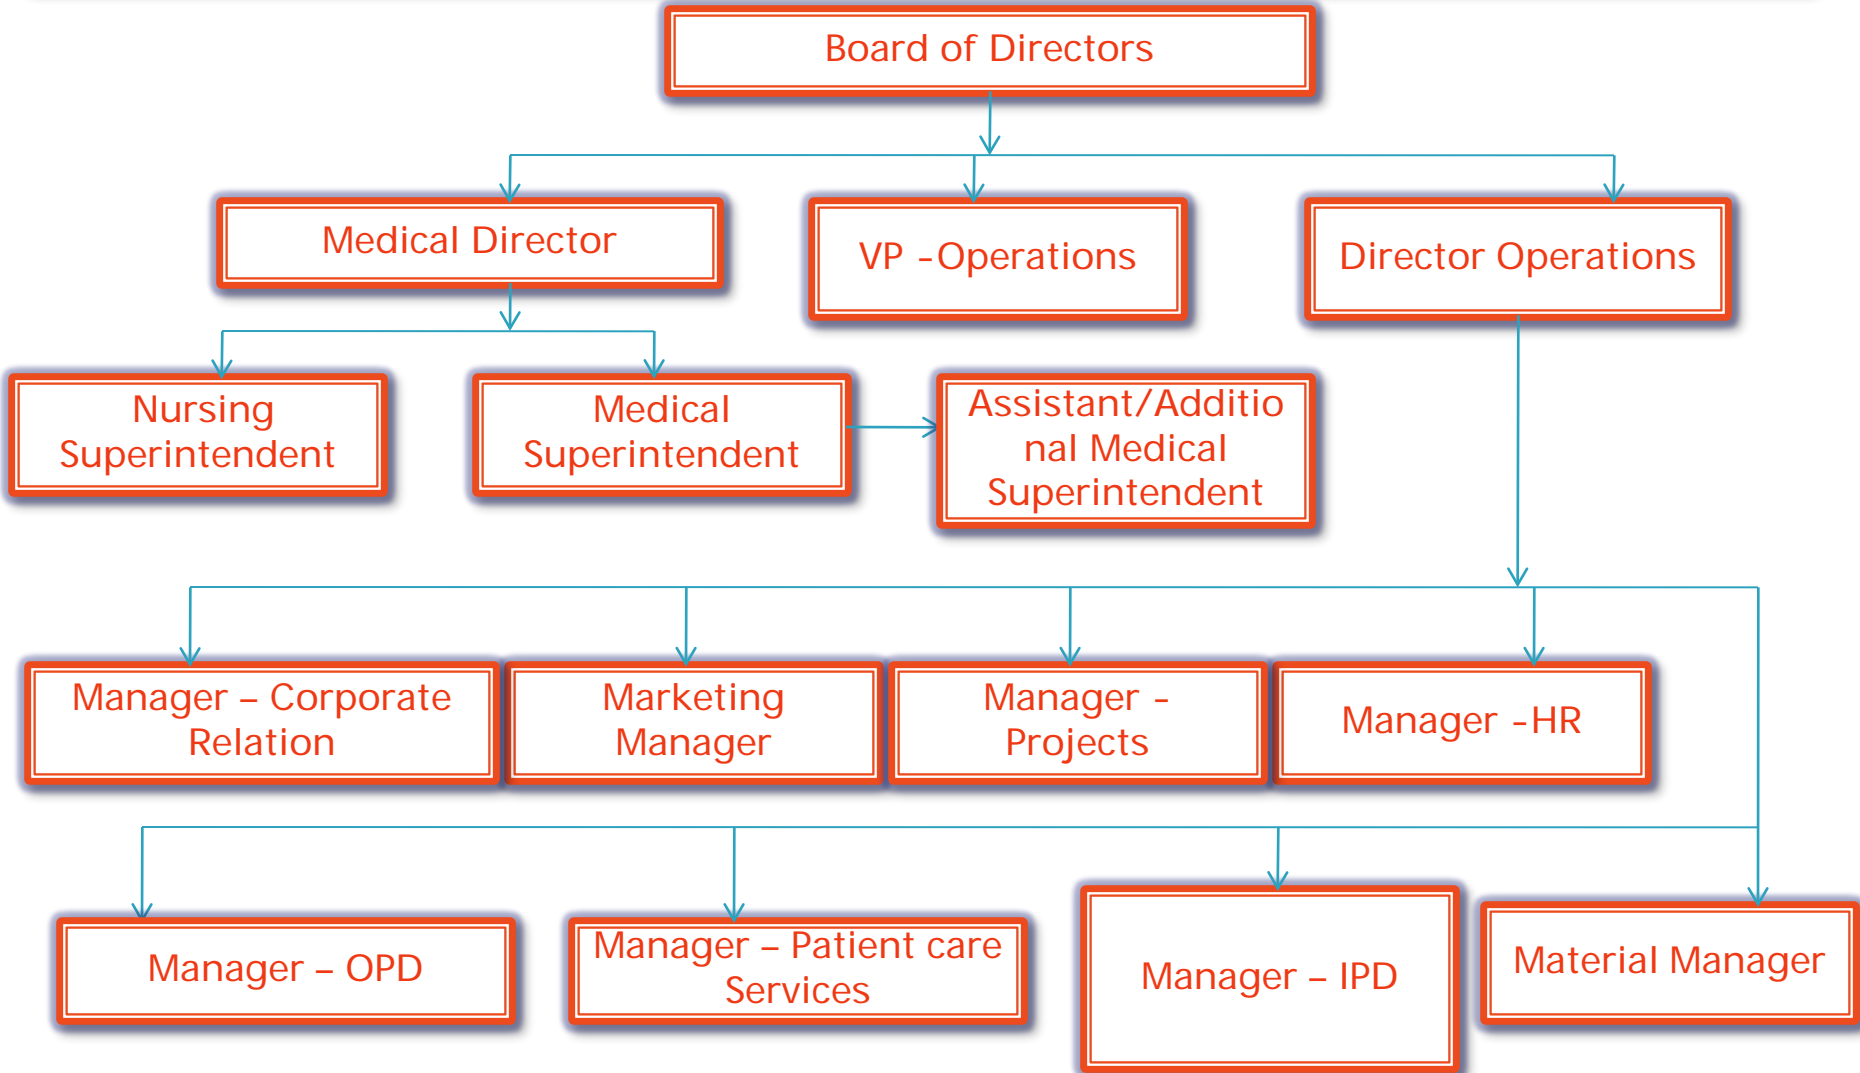 Board of Directors
Medical Director
VP -Operations
Director Operations
Nursing
Superintendent
Medical
Superintendent
Assistant/Additio
nal Medical
Superintendent
Manager – Corporate
Relation
Marketing
Manager
Manager -
Projects
Manager -HR
Manager – OPD
Manager – Patient care
Services
Manager – IPD
Material Manager